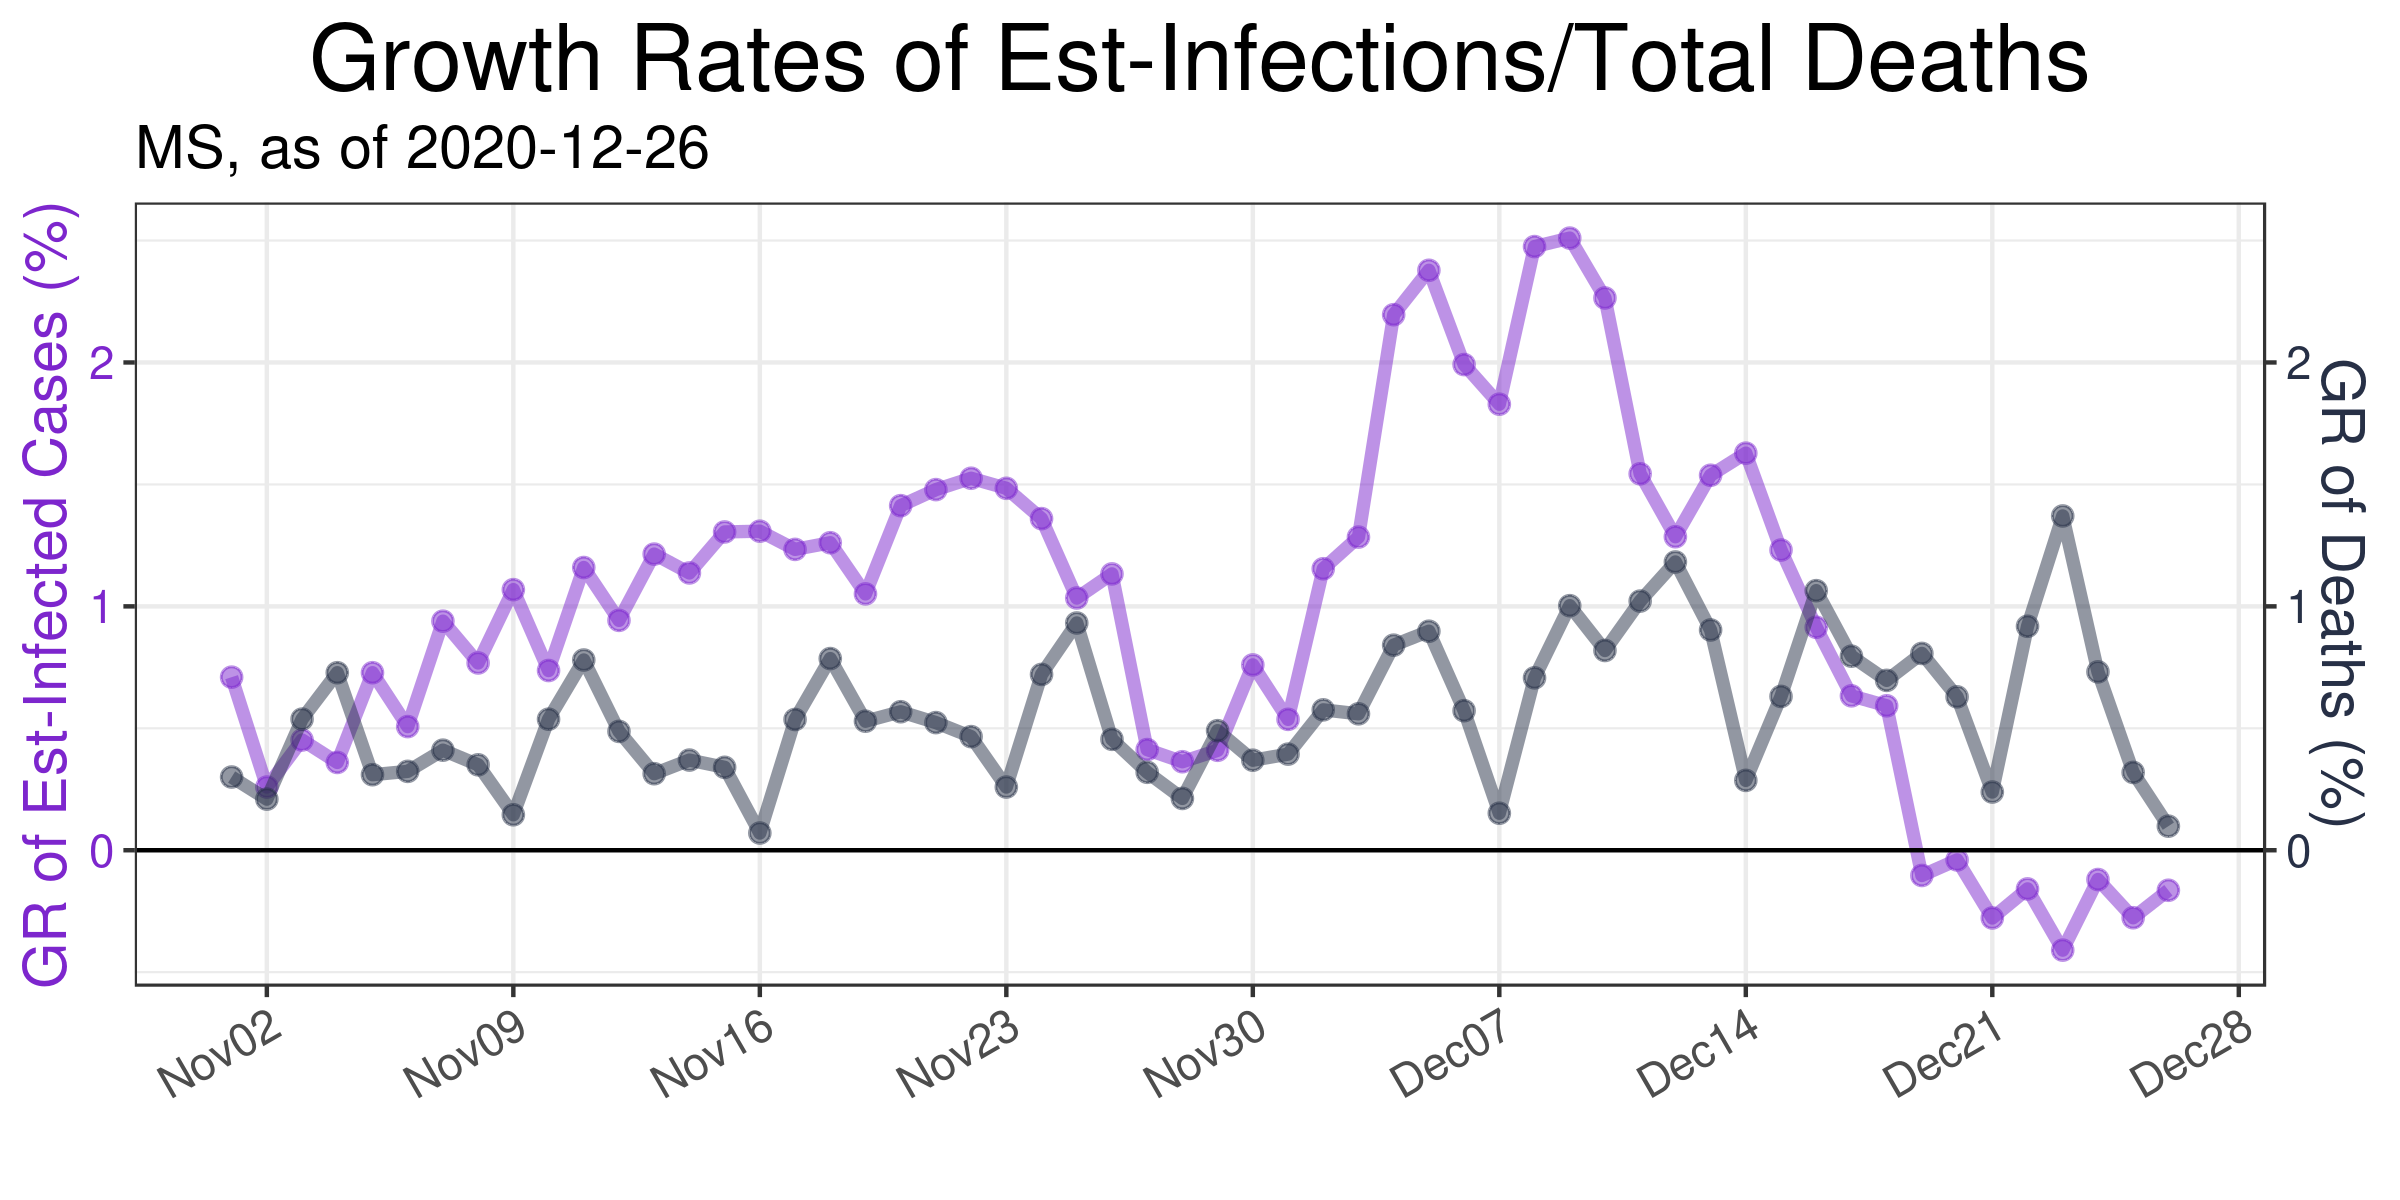 Growth Rates of Est-Infections/Total Deaths
MS, as of 2020-12-26
GR of Est-Infected Cases (%)
2
1
0
2
1
0
GR of Deaths (%)
Nov02
Nov09
Nov16
Nov23
Nov30
Dec07
Dec14
Dec21
Dec28